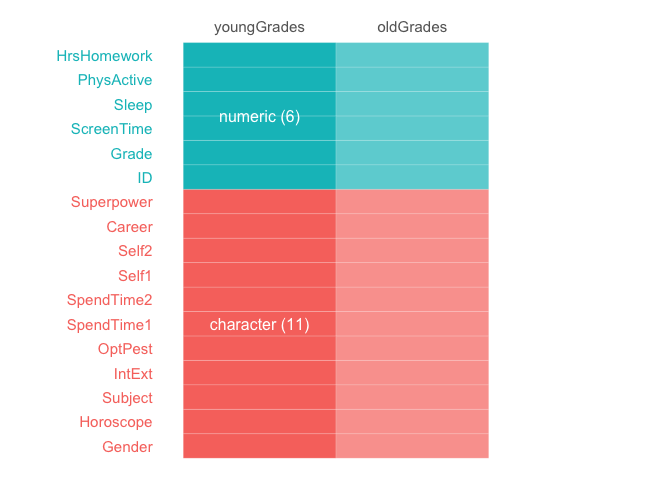 youngGrades oldGrades
HrsHomework
PhysActive
Sleep
numeric (6)
ScreenTime
Grade
ID
Superpower
Career
Self2
Self1
SpendTime2
SpendTime1 character (11)
OptPest
IntExt
Subject
Horoscope
Gender